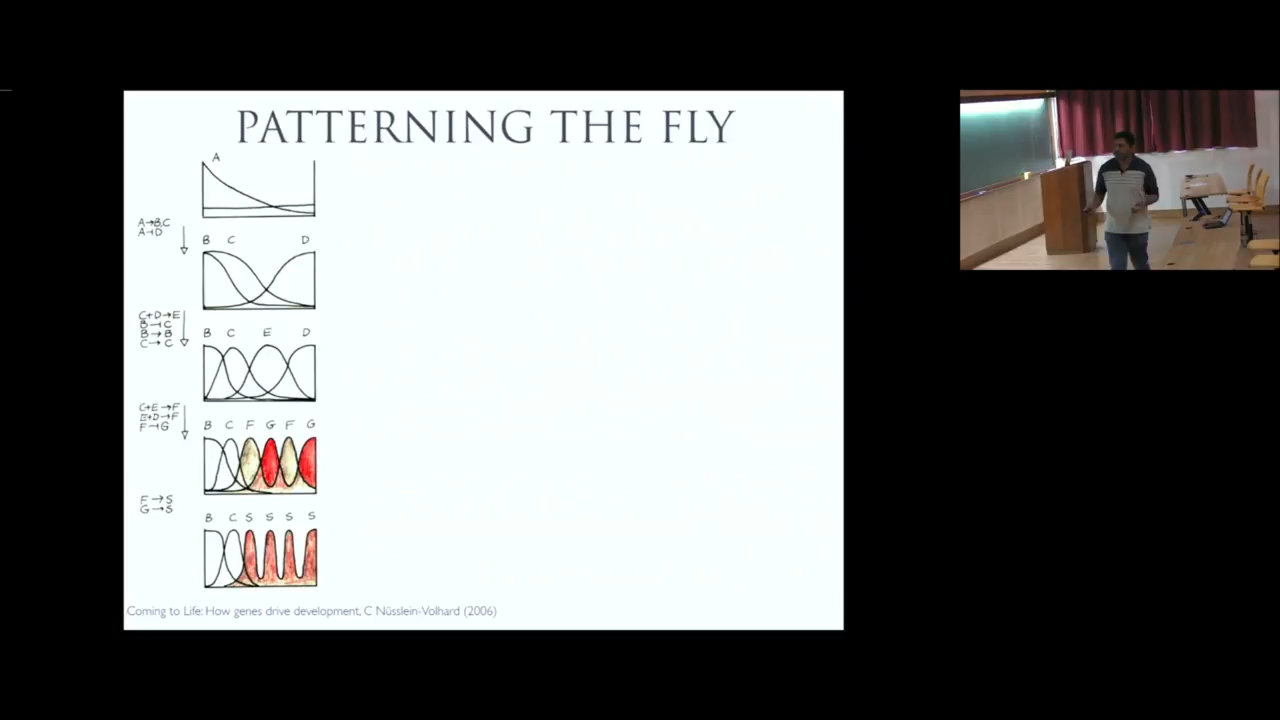 PATTERNING THE FLY
A
A→B,C
A⊣D
B C D
C+D→E
B⊣C
B→B
C→C
B C E D
C+E→F
E+D→F
F⊣G
B C F G F G
F→S
G→S
B C S S S S
Coming to Life: How genes drive development, C Nüsslein-Volhard (2006)